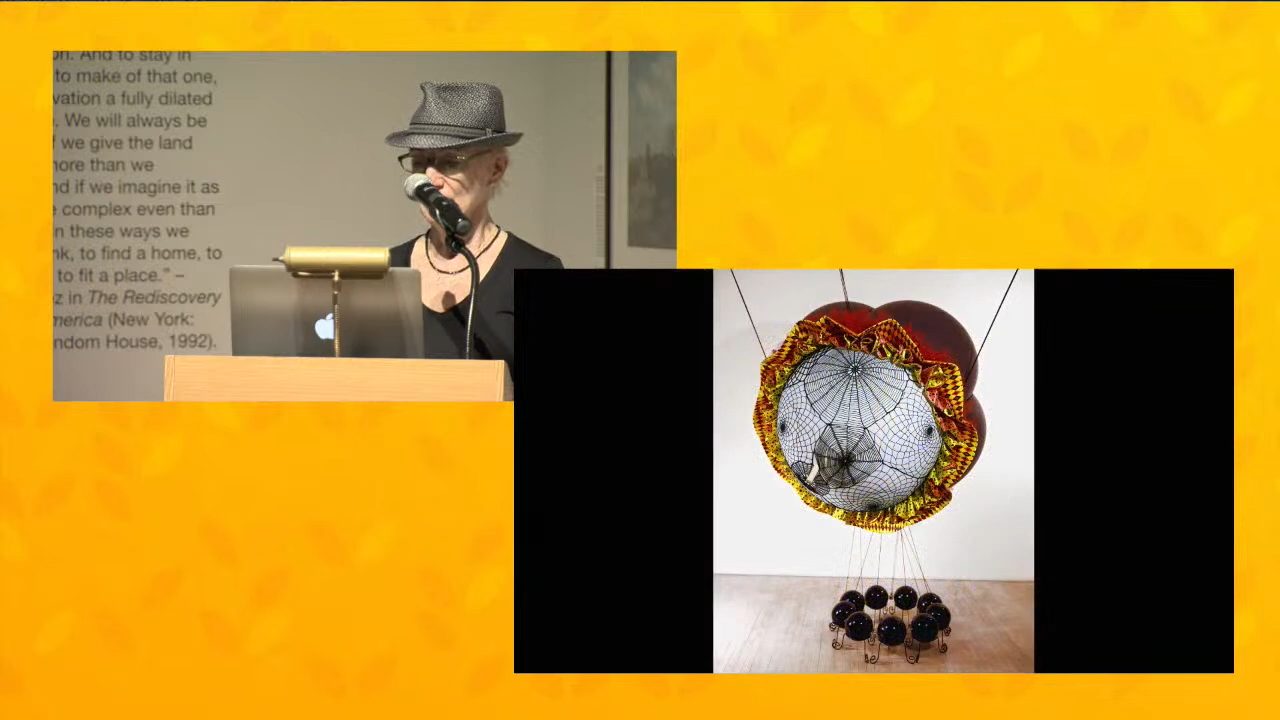 on. And to stay in
to make of that one,
vation a fully dilated
. We will always be
f we give the land
nore than we
nd if we imagine it as
complex even than
n these ways we
nk, to find a home, to
to fit a place." –
z in The Rediscovery
merica (New York:
ndom House, 1992).